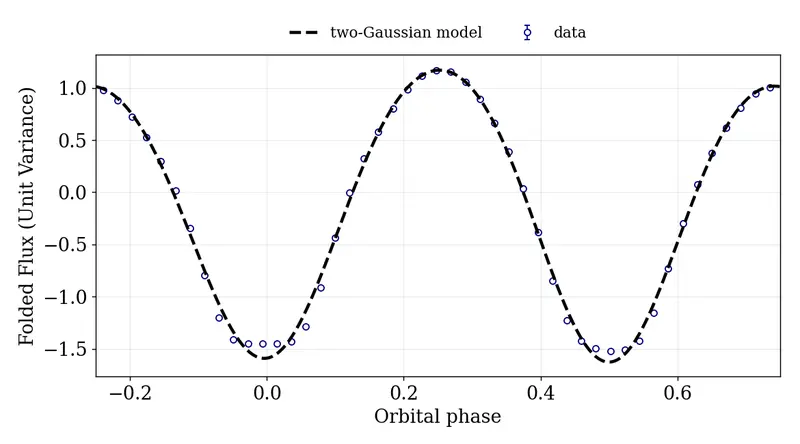 two-Gaussian model data
1.0
0.5
0.0
−0.5
−1.0
−1.5
Folded Flux (Unit Variance)
−0.2 0.0 0.2 0.4 0.6
Orbital phase